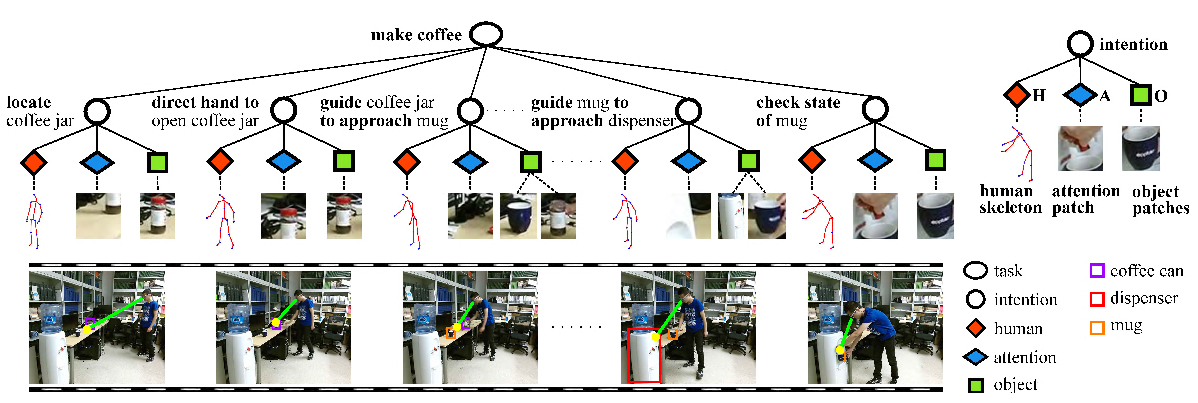 make coffee
intention
locate
coffee jar
direct hand to
open coffee jar
guide coffee jar
to approach mug
guide mug to
approach dispenser
check state
of mug
H
A
O
human
skeleton
attention
patch
object
patches
task
intention
human
attention
object
coffee can
dispenser
mug